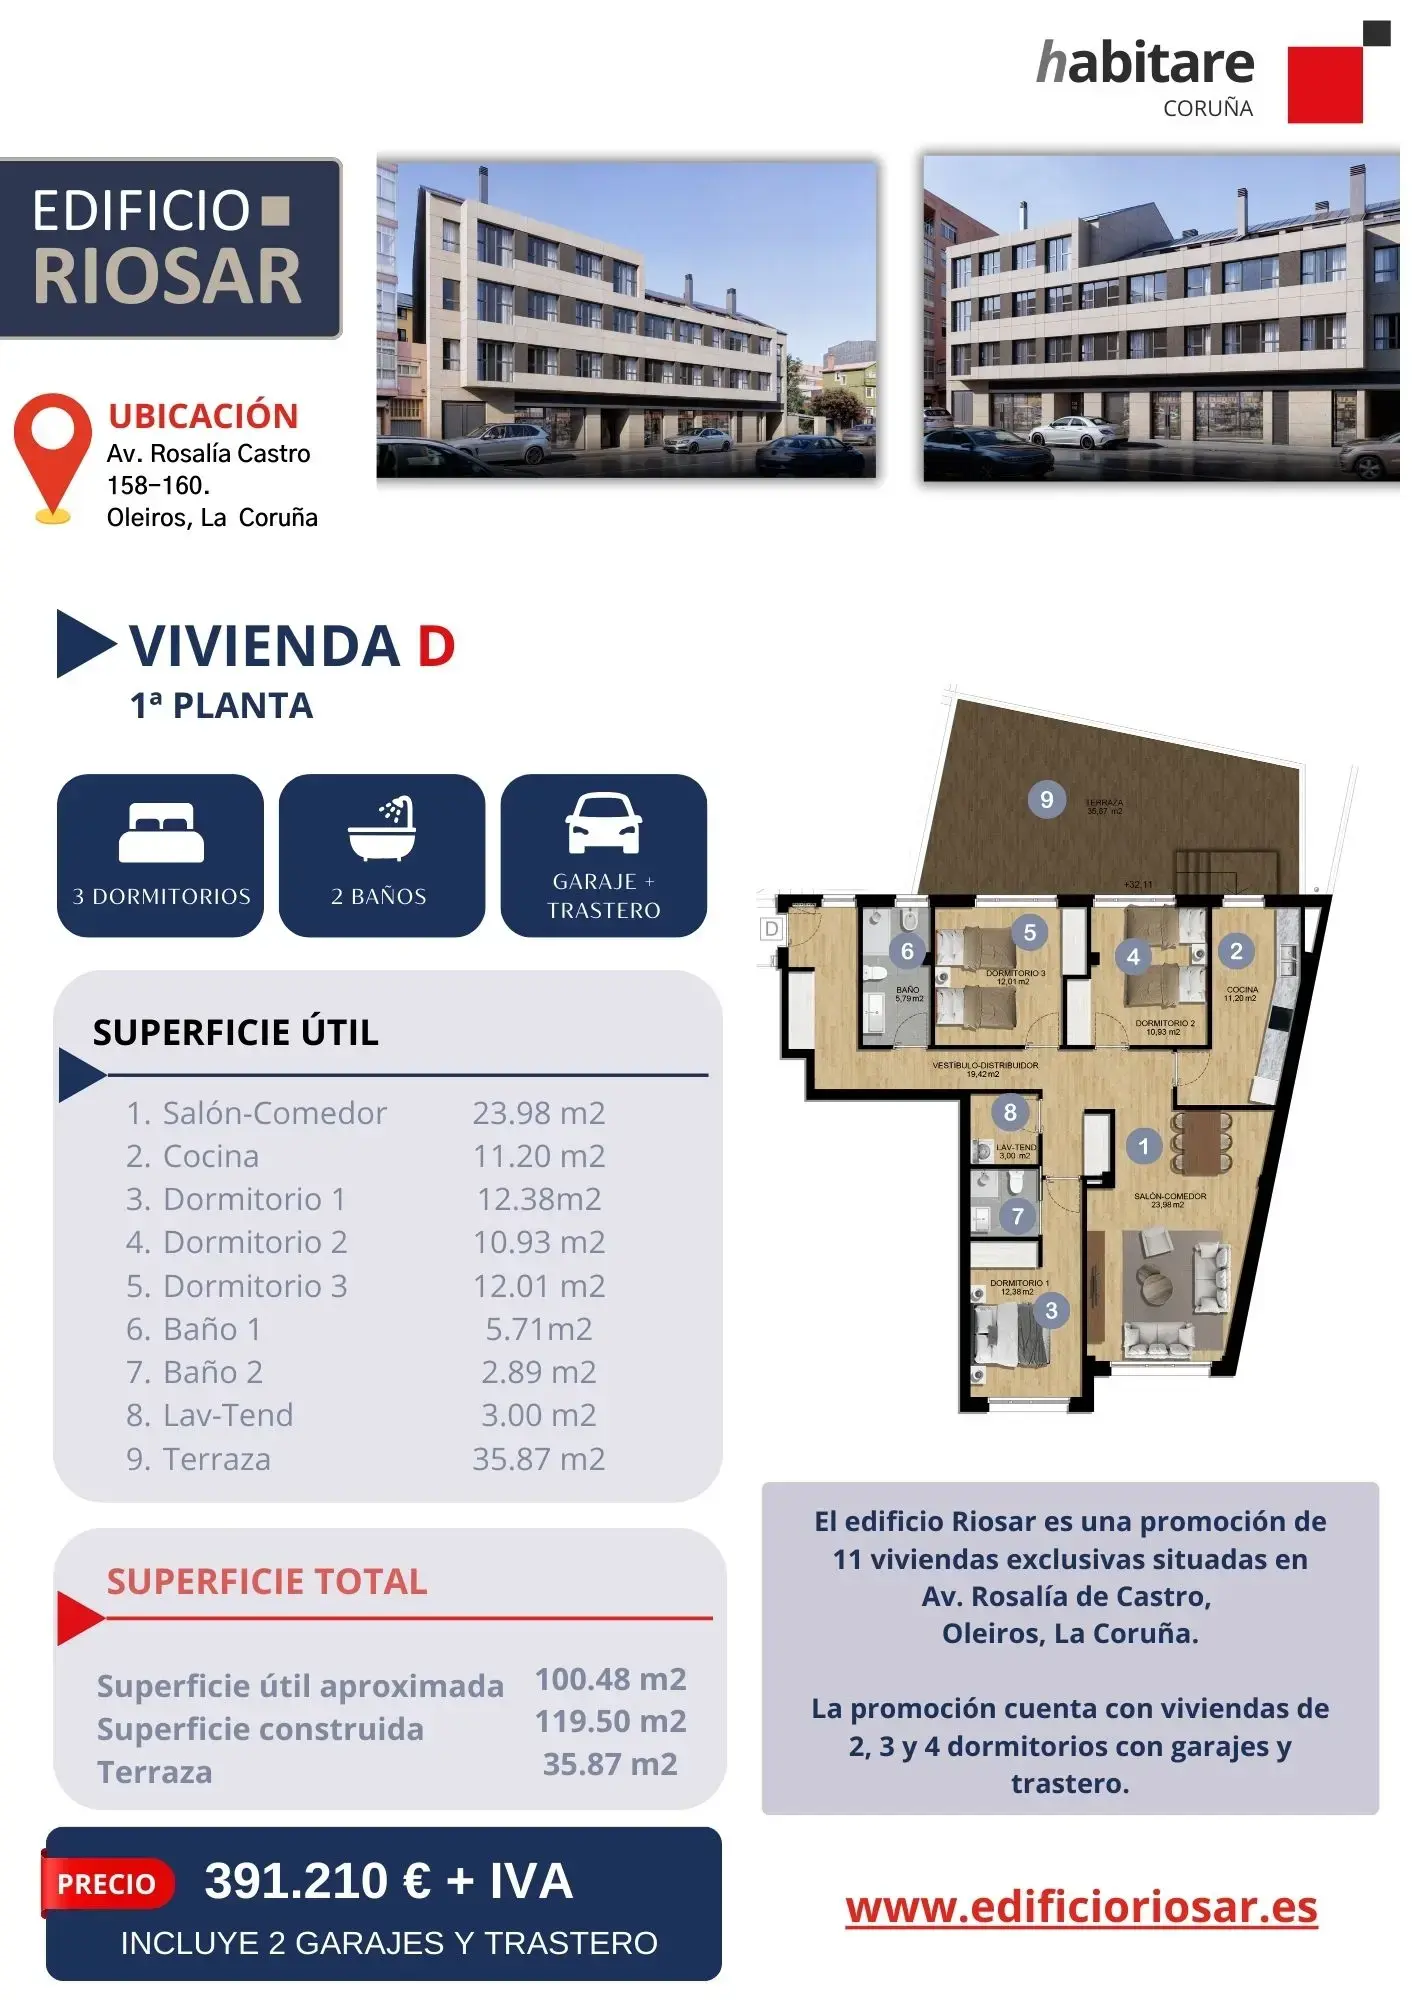 habitare
CORUÑA
EDIFICIO
RIOSAR
UBICACIÓN
Av. Rosalía Castro
158-160.
Oleiros, La Coruña
VIVIENDA D
1ª PLANTA
3 DORMITORIOS
2 BAÑOS
GARAJE +
TRASTERO
SUPERFICIE ÚTIL
1. Salón-Comedor 23.98 m2
2. Cocina 11.20 m2
3. Dormitorio 1 12.38m2
4. Dormitorio 2 10.93 m2
5. Dormitorio 3 12.01 m2
6. Baño 1 5.71m2
7. Baño 2 2.89 m2
8. Lav-Tend 3.00 m2
9. Terraza 35.87 m2
SUPERFICIE TOTAL
Superficie útil aproximada 100.48 m2
Superficie construida 119.50 m2
Terraza 35.87 m2
PRECIO
391.210 € + IVA
INCLUYE 2 GARAJES Y TRASTERO
9
TERRAZA
35,87 m2
+32,11
D
6
BAÑO
5,79 m2
5
DORMITORIO 3
12,01 m2
4
DORMITORIO 2
10,93 m2
2
COCINA
11,20 m2
VESTÍBULO-DISTRIBUIDOR
19,42 m2
8
LAV-TEND
3,00 m2
1
SALÓN-COMEDOR
23,98 m2
7
DORMITORIO 1
12,38 m2
3
El edificio Riosar es una promoción de
11 viviendas exclusivas situadas en
Av. Rosalía de Castro,
Oleiros, La Coruña.
La promoción cuenta con viviendas de
2, 3 y 4 dormitorios con garajes y
trastero.
www.edificioriosar.es